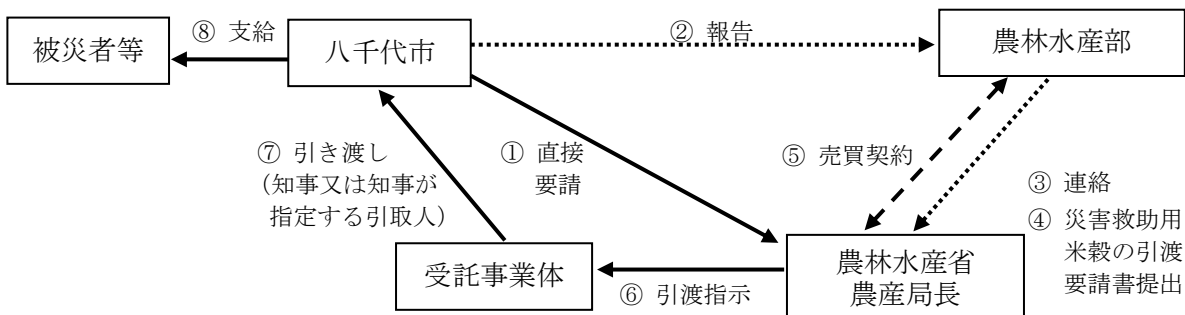 ⑧ 支給
② 報告
被災者等
八千代市
農林水産部
⑦ 引き渡し
(知事又は知事が
指定する引取人)
① 直接
要請
⑤ 売買契約
③ 連絡
④ 災害救助用
米穀の引渡
要請書提出
受託事業体
⑥ 引渡指示
農林水産省
農産局長